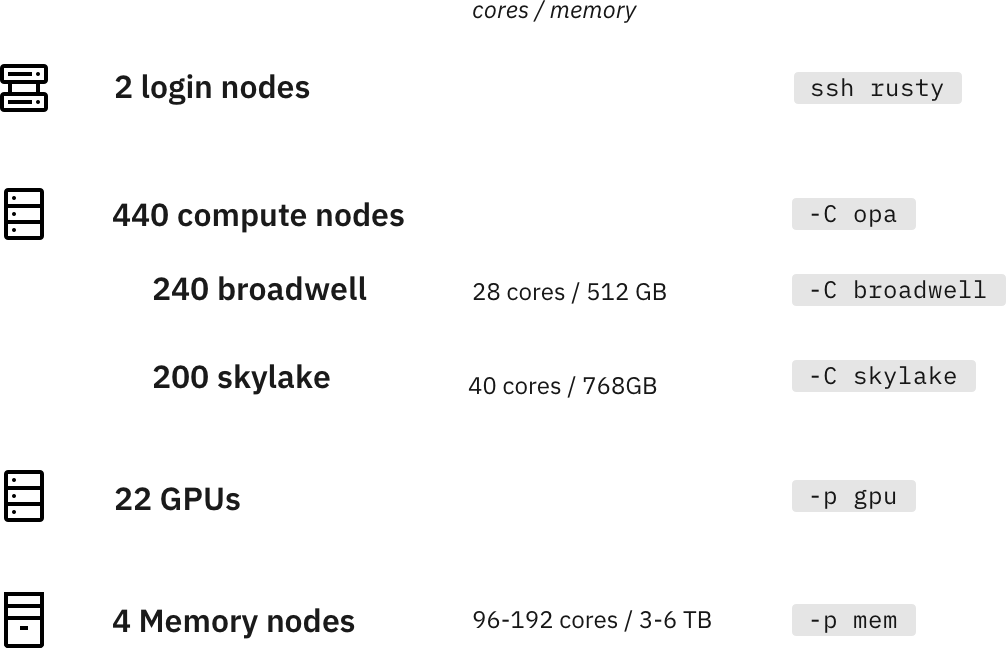 cores / memory
2 login nodes ssh rusty
440 compute nodes -C opa
240 broadwell 28 cores / 512 GB -C broadwell
200 skylake 40 cores / 768GB -C skylake
22 GPUs -p gpu
4 Memory nodes 96-192 cores / 3-6 TB -p mem